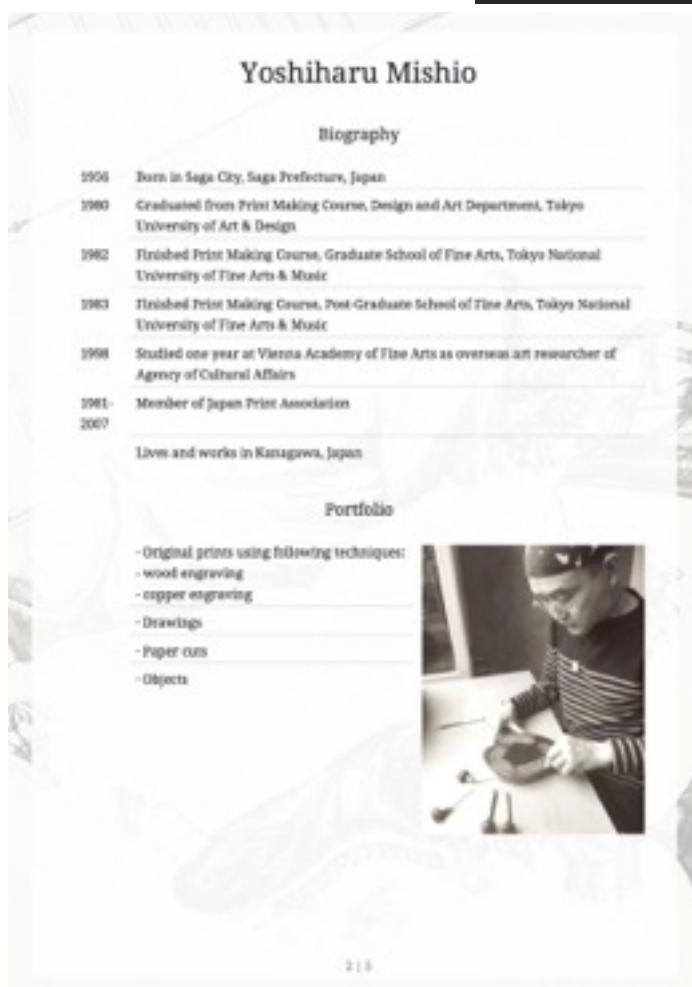 Yoshiharu Mishio
Biography
1956 Born in Saga City, Saga Prefecture, Japan
1980 Graduated from Print Making Course, Design and Art Department, Tokyo
University of Art & Design
1982 Finished Print Making Course, Graduate School of Fine Arts, Tokyo National
University of Fine Arts & Music
1983 Finished Print Making Course, Post-Graduate School of Fine Arts, Tokyo National
University of Fine Arts & Music
1998 Studied one year at Vienna Academy of Fine Arts as overseas art researcher of
Agency of Cultural Affairs
1981- Member of Japan Print Association
2007
Lives and works in Kanagawa, Japan
Portfolio
- Original prints using following techniques:
- wood engraving
- copper engraving
- Drawings
- Paper cuts
- Objects
2 | 5